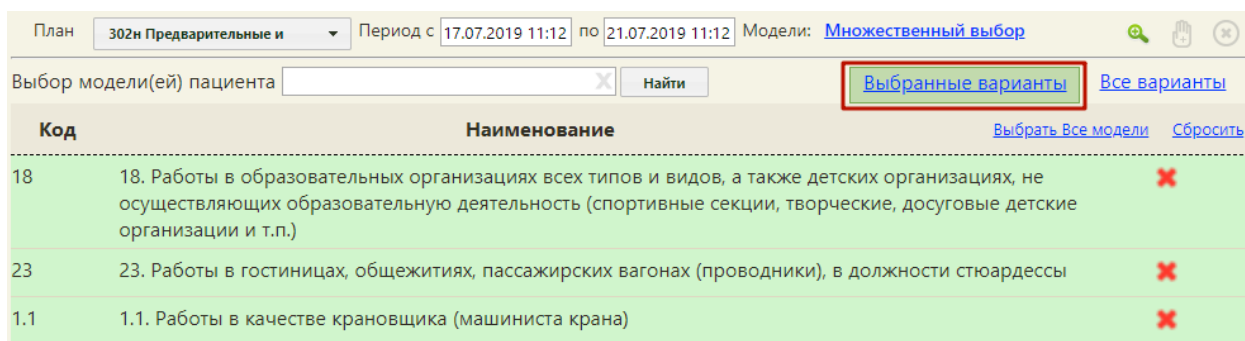 План 302н Предварительные и Период с 17.07.2019 11:12 по 21.07.2019 11:12 Модели: Множественный выбор
Выбор модели(ей) пациента Найти Выбранные варианты Все варианты
Код Наименование Выбрать Все модели Сбросить
18 18. Работы в образовательных организациях всех типов и видов, а также детских организациях, не
осуществляющих образовательную деятельность (спортивные секции, творческие, досуговые детские
организации и т.п.)
23 23. Работы в гостиницах, общежитиях, пассажирских вагонах (проводники), в должности стюардессы
1.1 1.1. Работы в качестве крановщика (машиниста крана)